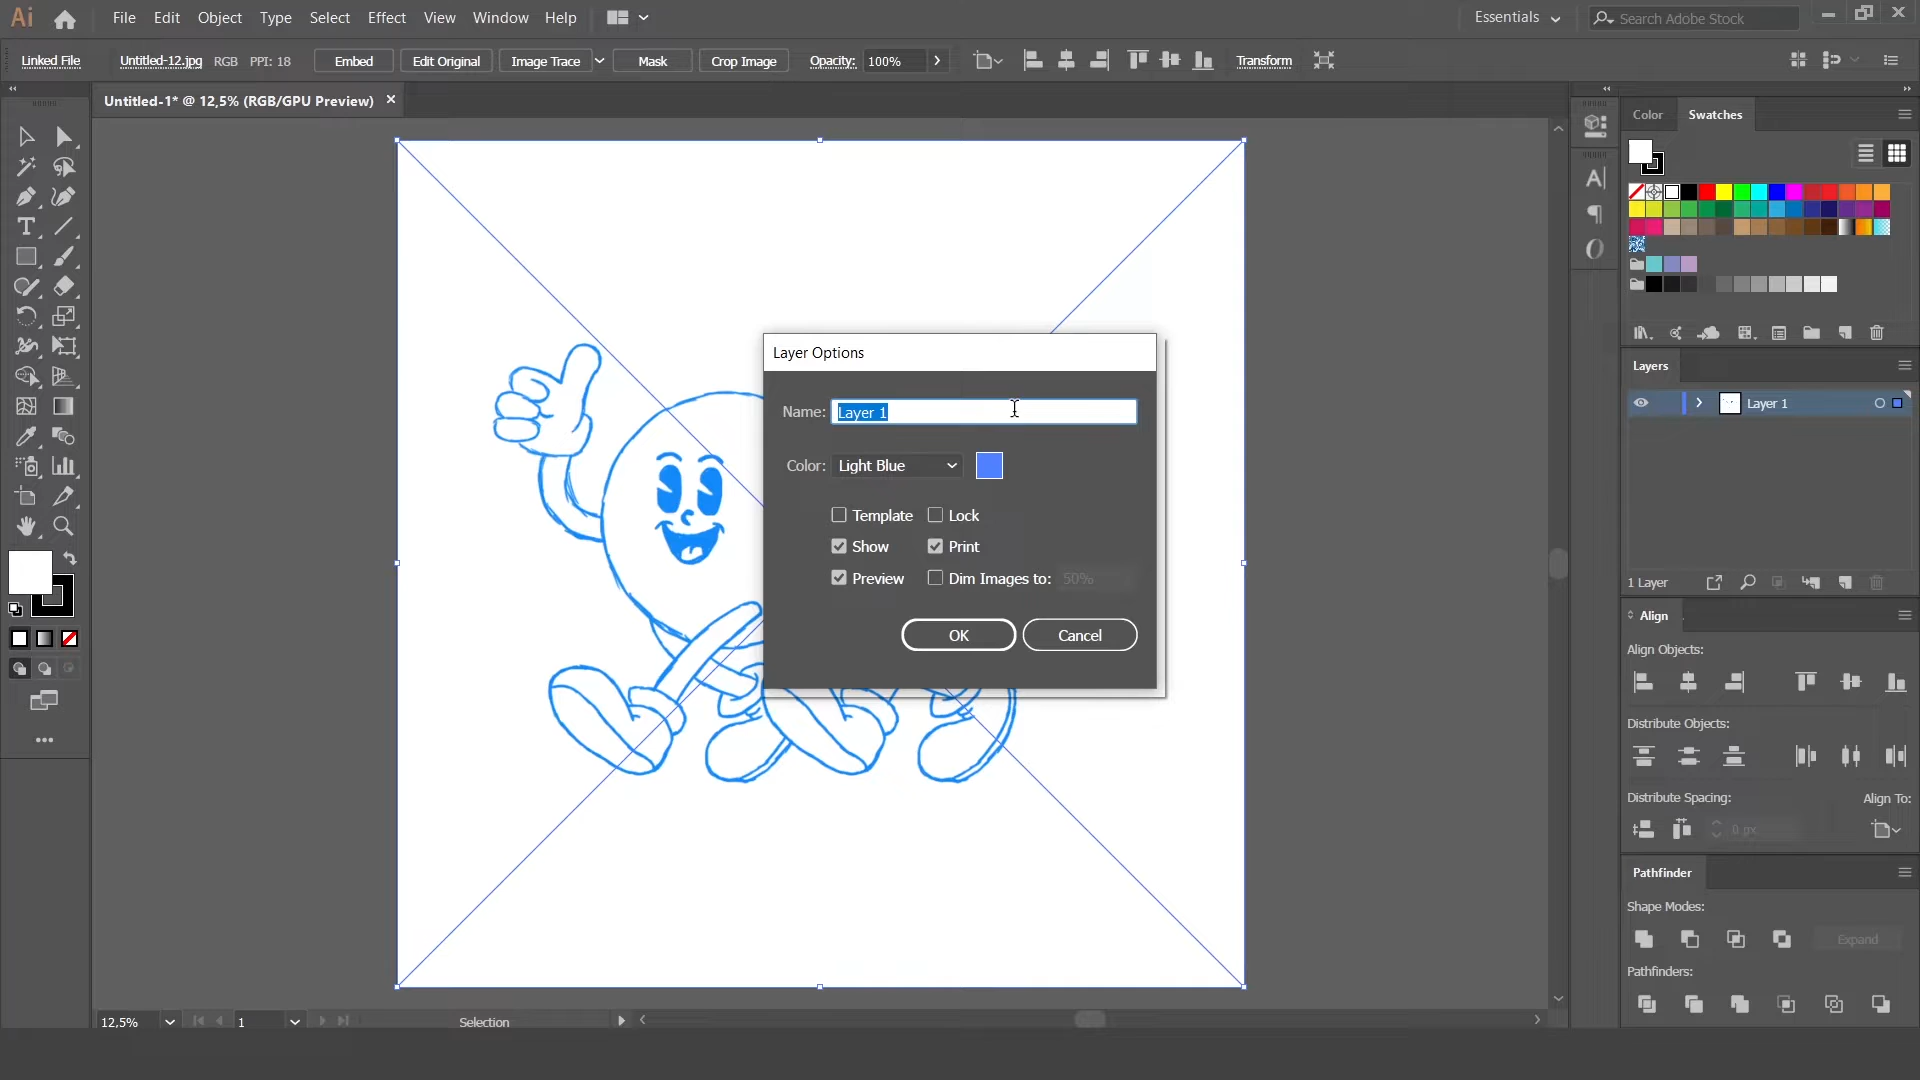 Ai File Edit Object Type Select Effect View Window Help Essentials Search Adobe Stock
Linked File Untitled-12.jpg RGB PPI: 18 Embed Edit Original Image Trace Mask Crop Image Opacity: 100% Transform
Untitled-1* @ 12,5% (RGB/GPU Preview)
Color Swatches
Layer Options
Name: Layer 1
Color: Light Blue
Template Lock
Show Print
Preview Dim Images to: 50%
OK Cancel
Layers
Layer 1
1 Layer
Align
Align Objects:
Distribute Objects:
Distribute Spacing: Align To:
0 px
Pathfinder
Shape Modes:
Expand
Pathfinders:
12,5% 1 Selection